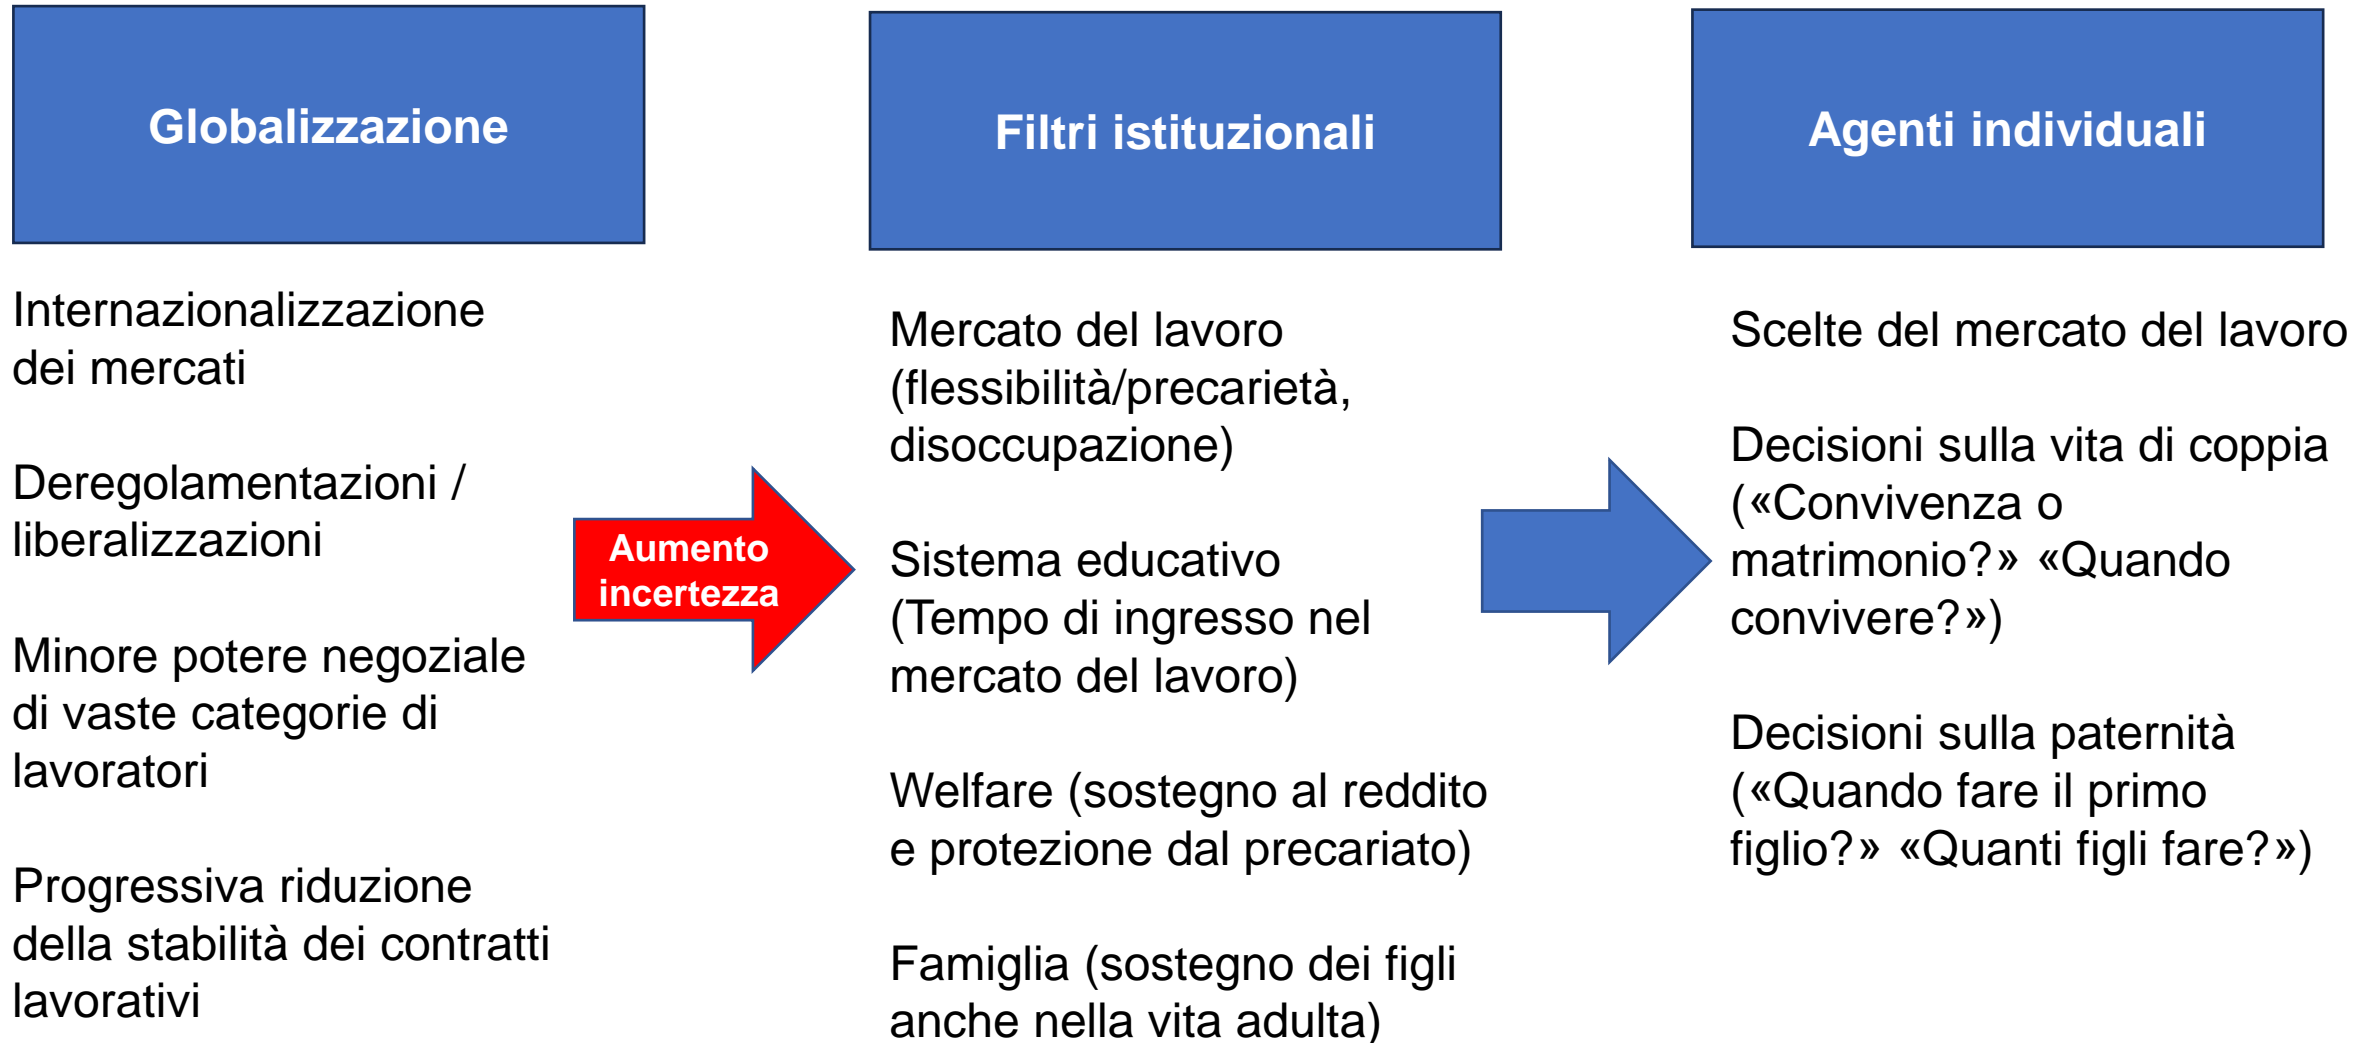 Globalizzazione
Internazionalizzazione
dei mercati
Deregolamentazioni /
liberalizzazioni
Minore potere negoziale
di vaste categorie di
lavoratori
Progressiva riduzione
della stabilità dei contratti
lavorativi
Aumento
incertezza
Filtri istituzionali
Mercato del lavoro
(flessibilità/precarietà,
disoccupazione)
Sistema educativo
(Tempo di ingresso nel
mercato del lavoro)
Welfare (sostegno al reddito
e protezione dal precariato)
Famiglia (sostegno dei figli
anche nella vita adulta)
Agenti individuali
Scelte del mercato del lavoro
Decisioni sulla vita di coppia
(«Convivenza o
matrimonio?» «Quando
convivere?»)
Decisioni sulla paternità
(«Quando fare il primo
figlio?» «Quanti figli fare?»)